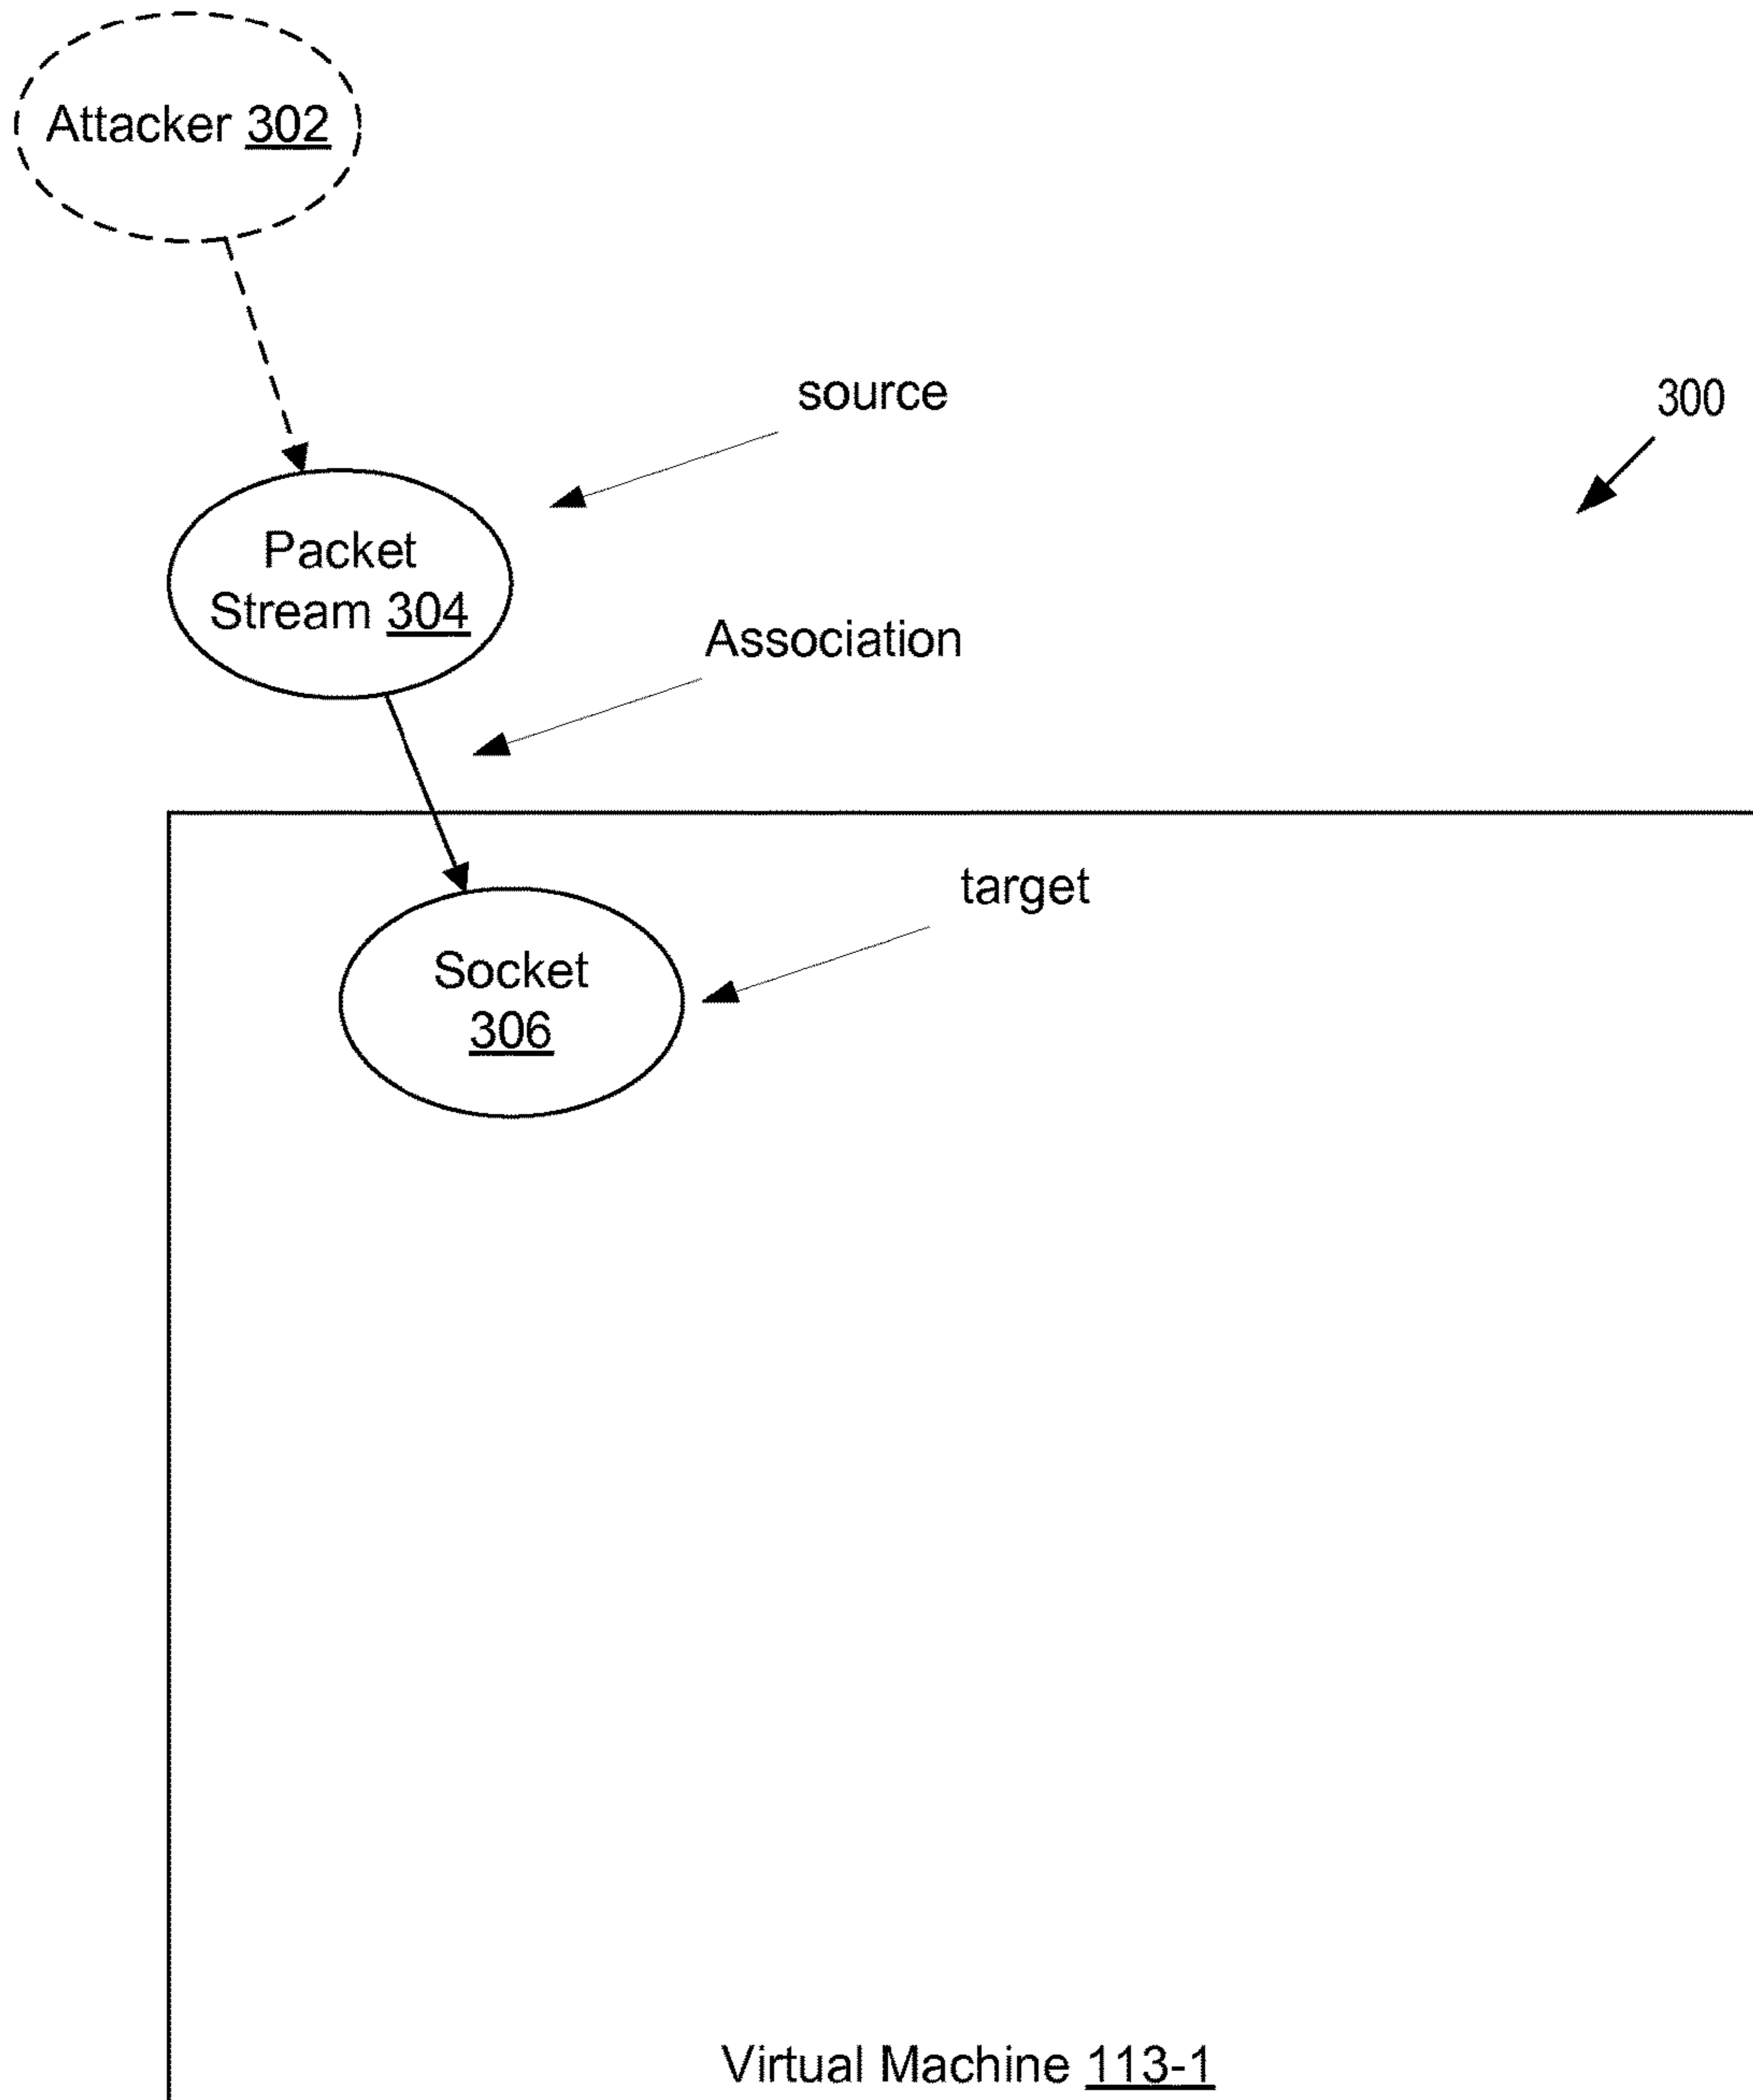 Attacker 302
source
300
Packet
Stream 304
Association
target
Socket
306
Virtual Machine 113-1